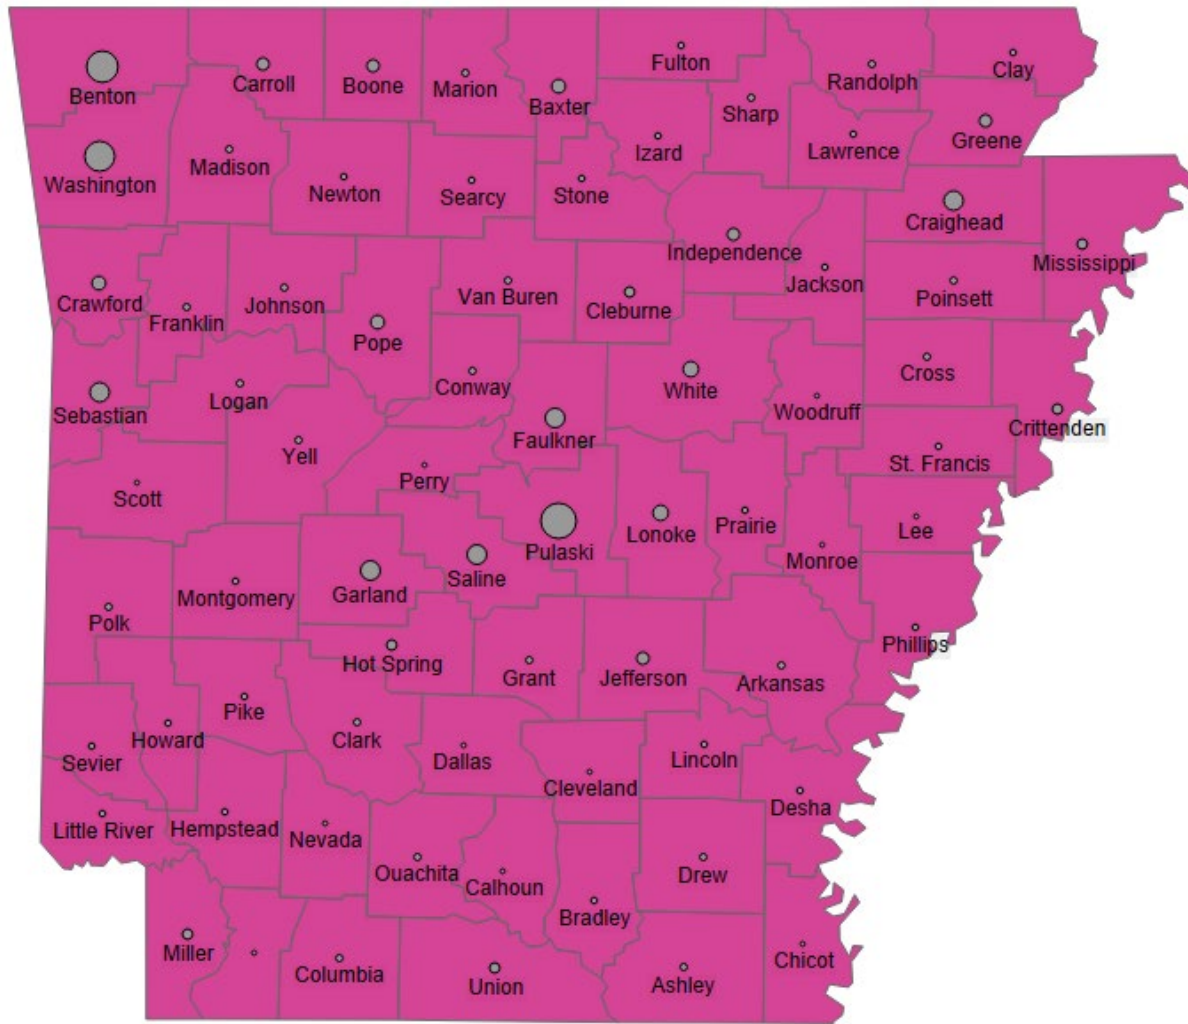 Fulton
Clay
Carroll
Boone
Marion
Randolph
Benton
Baxter
Sharp
Greene
Izard
Lawrence
Madison
Washington
Newton
Searcy
Stone
Craighead
Independence
Mississippi
Jackson
Van Buren
Poinsett
Crawford
Johnson
Cleburne
Franklin
Pope
Cross
White
Conway
Logan
Woodruff
Sebastian
Crittenden
Faulkner
Yell
St. Francis
Perry
Scott
Prairie
Lee
Lonoke
Pulaski
Monroe
Saline
Garland
Montgomery
Polk
Phillips
Hot Spring
Grant
Jefferson
Arkansas
Pike
Clark
Howard
Lincoln
Dallas
Sevier
Cleveland
Desha
Hempstead
Little River
Nevada
Ouachita
Drew
Calhoun
Bradley
Miller
Chicot
Columbia
Ashley
Union